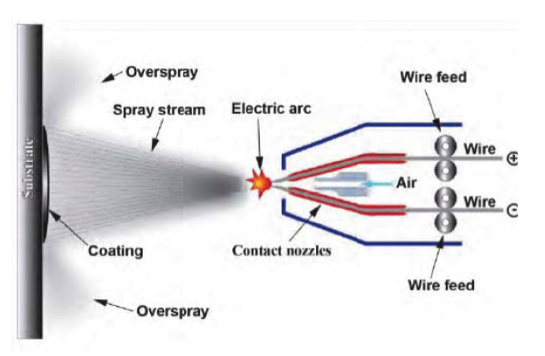 Overspray
Wire feed
Spray stream
Electric arc
Substrate
Wire
+
Air
Wire
-
Coating
Contact nozzles
Wire feed
Overspray